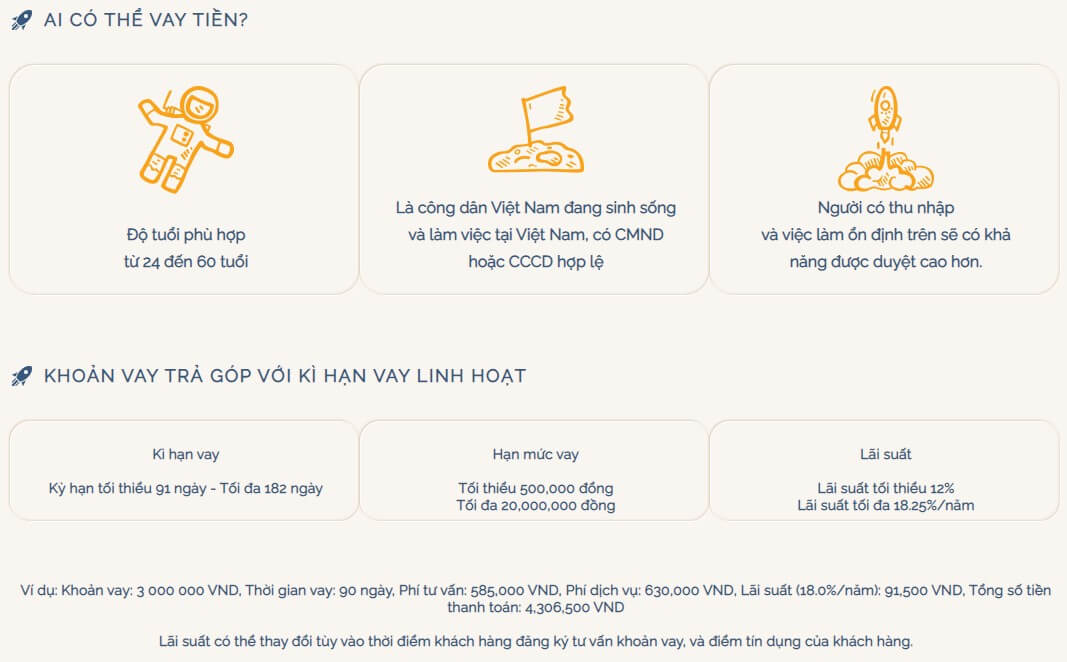 AI CÓ THỂ VAY TIỀN?
Độ tuổi phù hợp
từ 24 đến 60 tuổi
Là công dân Việt Nam đang sinh sống
và làm việc tại Việt Nam, có CMND
hoặc CCCD hợp lệ
Người có thu nhập
và việc làm ổn định trên sẽ có khả
năng được duyệt cao hơn.
KHOẢN VAY TRẢ GÓP VỚI KÌ HẠN VAY LINH HOẠT
Kì hạn vay
Kỳ hạn tối thiểu 91 ngày - Tối đa 182 ngày
Hạn mức vay
Tối thiểu 500,000 đồng
Tối đa 20,000,000 đồng
Lãi suất
Lãi suất tối thiểu 12%
Lãi suất tối đa 18.25%/năm
Ví dụ: Khoản vay: 3 000 000 VND, Thời gian vay: 90 ngày, Phí tư vấn: 585,000 VND, Phí dịch vụ: 630,000 VND, Lãi suất (18.0%/năm): 91,500 VND, Tổng số tiền
thanh toán: 4,306,500 VND
Lãi suất có thể thay đổi tùy vào thời điểm khách hàng đăng ký tư vấn khoản vay, và điểm tín dụng của khách hàng.